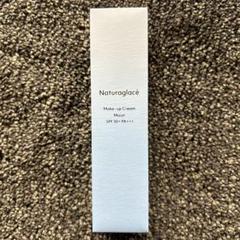 Naturaglacé
Make-up Cream
Moist
SPF 50+ PA+++